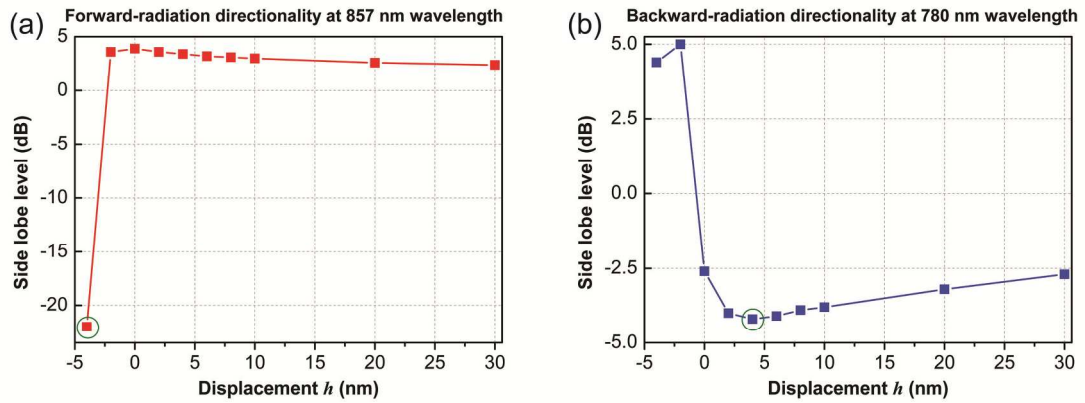 (a)
Forward-radiation directionality at 857 nm wavelength
5
0
-5
-10
-15
-20
Side lobe level (dB)
-5 0 5 10 15 20 25 30
Displacement h (nm)
(b)
Backward-radiation directionality at 780 nm wavelength
5.0
2.5
0.0
-2.5
-5.0
Side lobe level (dB)
-5 0 5 10 15 20 25 30
Displacement h (nm)